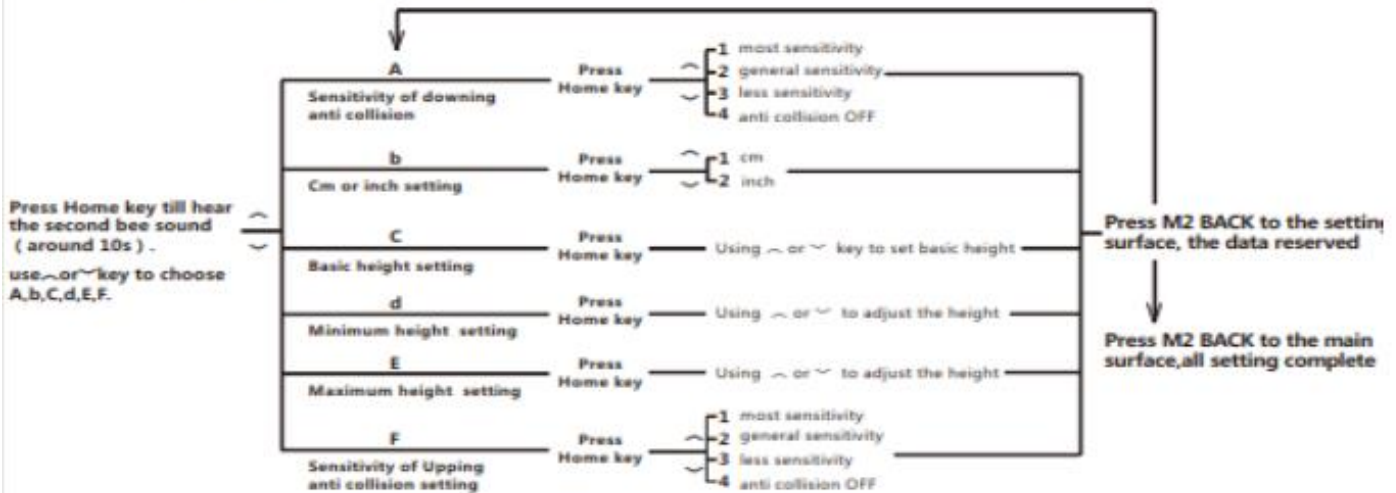 A
Sensitivity of downing
anti collision
Press
Home key
1 most sensitivity
2 general sensitivity
3 less sensitivity
4 anti collision OFF
b
Cm or inch setting
Press
Home key
1 cm
2 inch
Press Home key till hear
the second bee sound
( around 10s ) .
use︿or﹀key to choose
A,b,C,d,E,F.
C
Basic height setting
Press
Home key
Using ︿ or ﹀ key to set basic height
d
Minimum height setting
Press
Home key
Using ︿ or ﹀ to adjust the height
E
Maximum height setting
Press
Home key
Using ︿ or ﹀ to adjust the height
F
Sensitivity of Upping
anti collision setting
Press
Home key
1 most sensitivity
2 general sensitivity
3 less sensitivity
4 anti collision OFF
Press M2 BACK to the settin
surface, the data reserved
Press M2 BACK to the main
surface,all setting complete